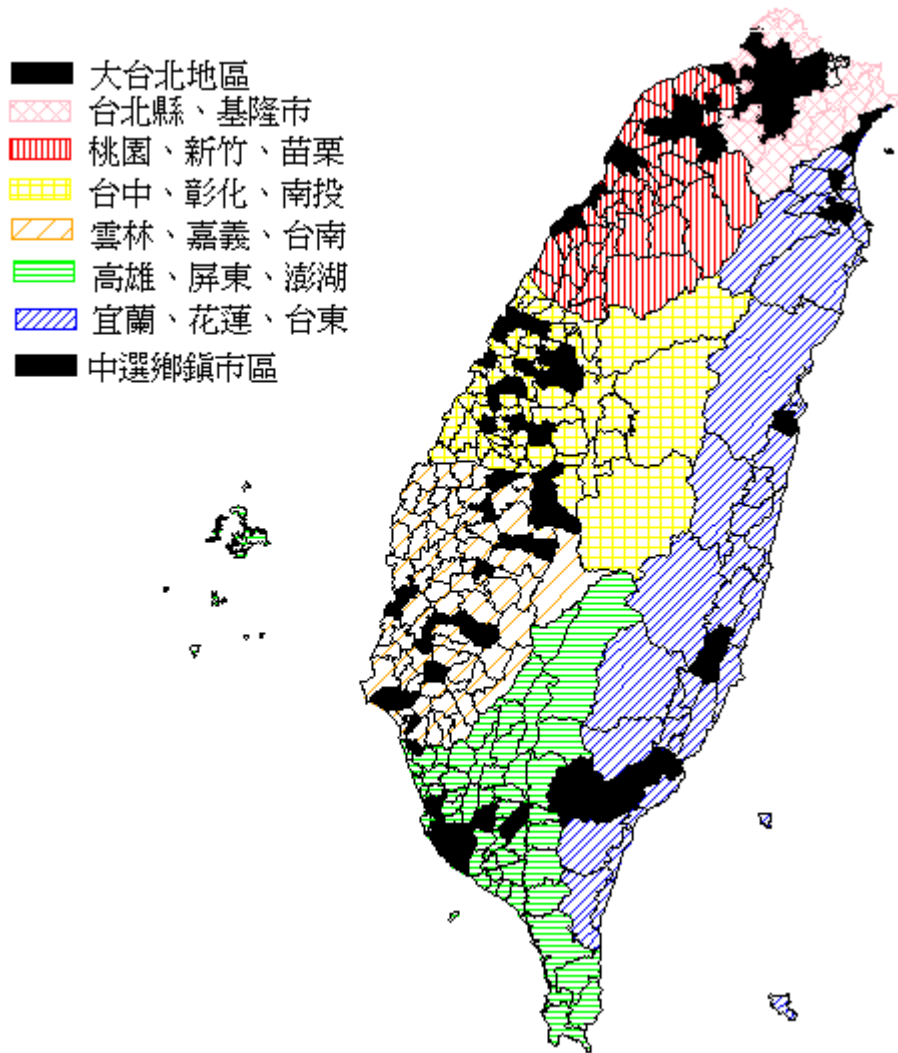 大台北地區
台北縣、基隆市
桃園、新竹、苗栗
台中、彰化、南投
雲林、嘉義、台南
高雄、屏東、澎湖
宜蘭、花蓮、台東
中選鄉鎮市區